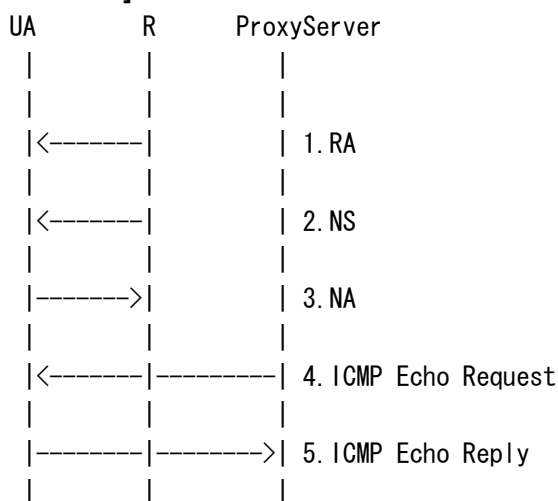 UA R ProxyServer
| | |
| | |
|<-------| | 1.RA
| | |
|<-------| | 2.NS
| | |
|------->| | 3.NA
| | |
|<-------|---------| 4.ICMP Echo Request
| | |
|--------|-------->| 5.ICMP Echo Reply
| | |